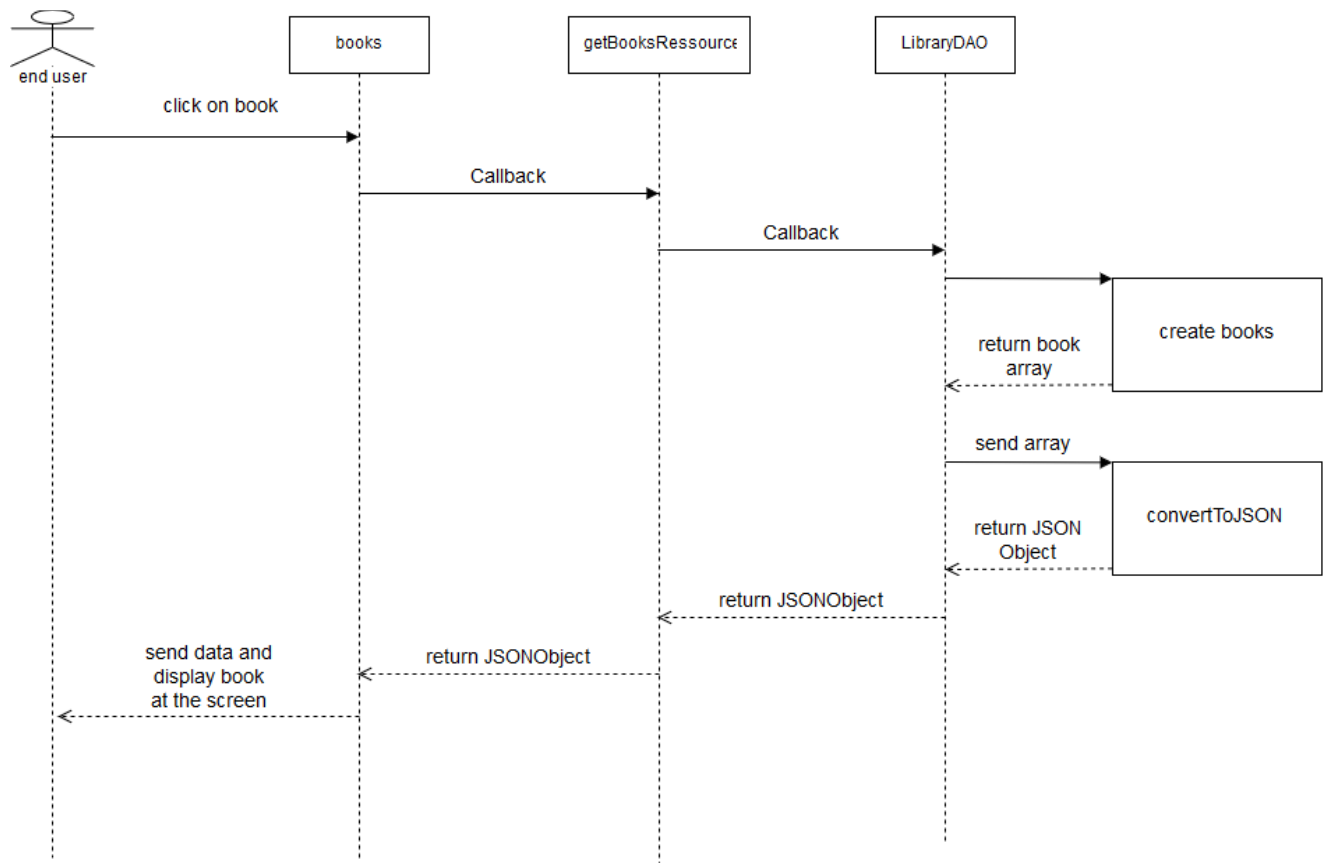 end user
books
getBooksRessource
LibraryDAO
click on book
Callback
Callback
create books
return book
array
send array
convertToJSON
return JSON
Object
return JSONObject
return JSONObject
send data and
display book
at the screen